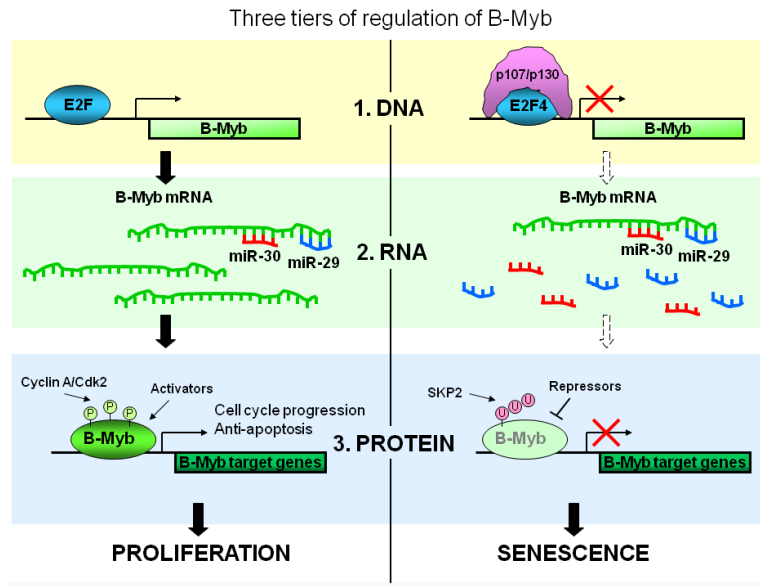 Three tiers of regulation of B-Myb
E2F
B-Myb
1. DNA
p107/p130
E2F4
B-Myb
B-Myb mRNA
miR-30
miR-29
2. RNA
B-Myb mRNA
miR-30
miR-29
Cyclin A/Cdk2
Activators
P
P
P
B-Myb
Cell cycle progression
Anti-apoptosis
B-Myb target genes
3. PROTEIN
SKP2
Repressors
U
U
U
B-Myb
B-Myb target genes
PROLIFERATION
SENESCENCE